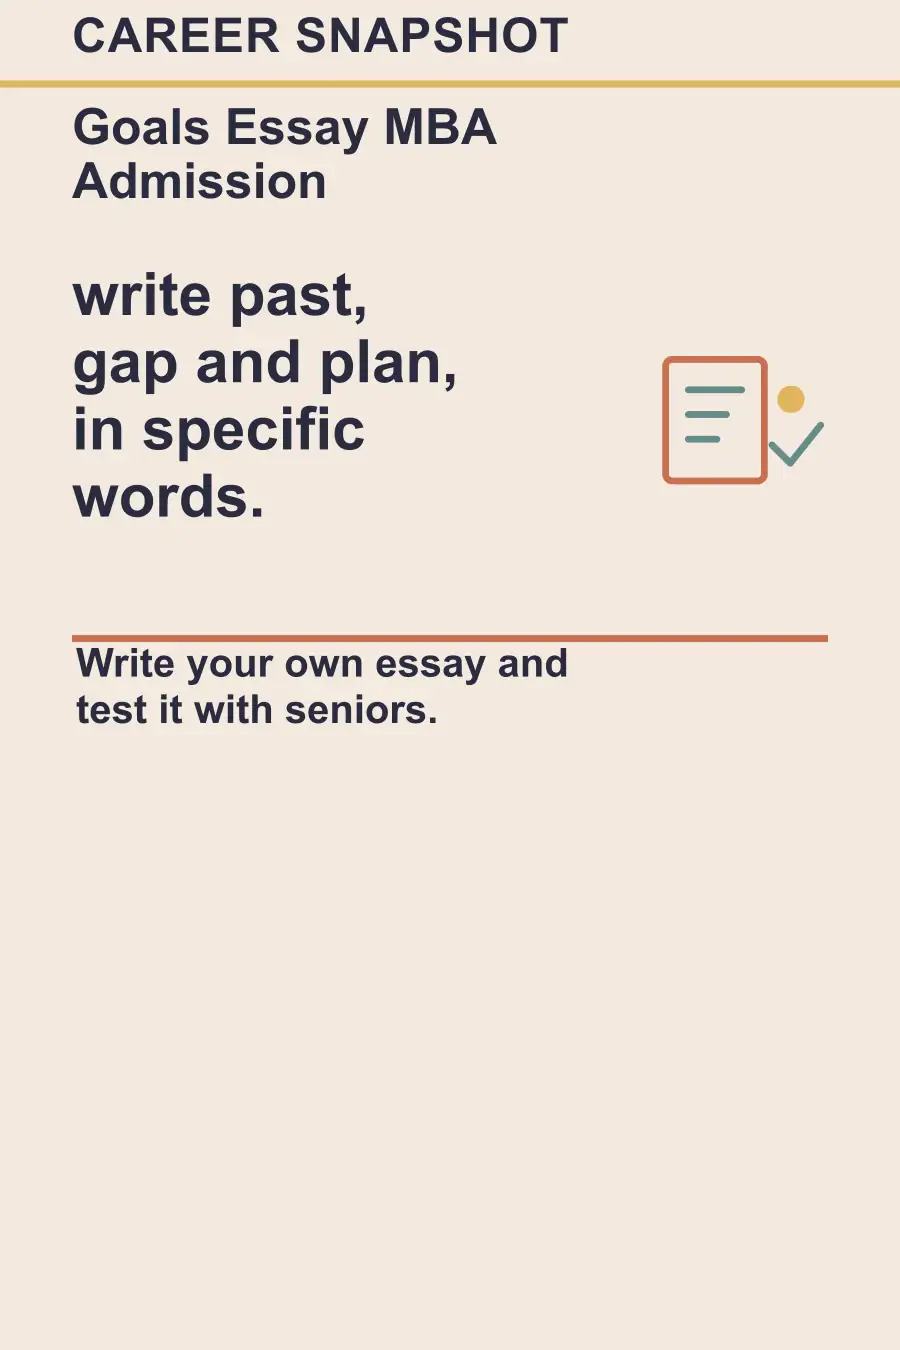 CAREER SNAPSHOT
Goals Essay MBA
Admission
write past,
gap and plan,
in specific
words.
Write your own essay and
test it with seniors.